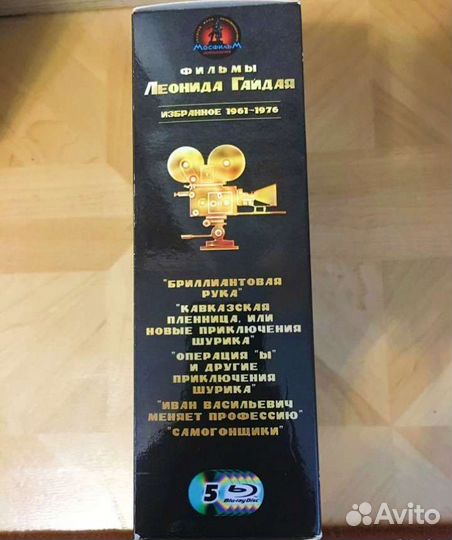 МОСФИЛЬМ
ФИЛЬМЫ
ЛЕОНИДА ГАЙДАЯ
ИЗБРАННОЕ 1961-1976
"БРИЛЛИАНТОВАЯ
РУКА"
"КАВКАЗСКАЯ
ПЛЕННИЦА, ИЛИ
НОВЫЕ ПРИКЛЮЧЕНИЯ
ШУРИКА"
"ОПЕРАЦИЯ "Ы"
И ДРУГИЕ
ПРИКЛЮЧЕНИЯ
ШУРИКА"
"ИВАН ВАСИЛЬЕВИЧ
МЕНЯЕТ ПРОФЕССИЮ"
"САМОГОНЩИКИ"
5 Blu-ray Disc
Avito